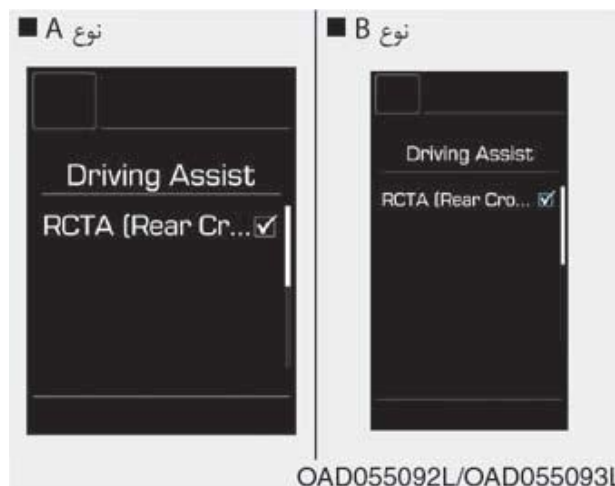 ■ A نوع
Driving Assist
RCTA (Rear Cr...
■ B نوع
Driving Assist
RCTA (Rear Cro...
OAD055092L/OAD055093L